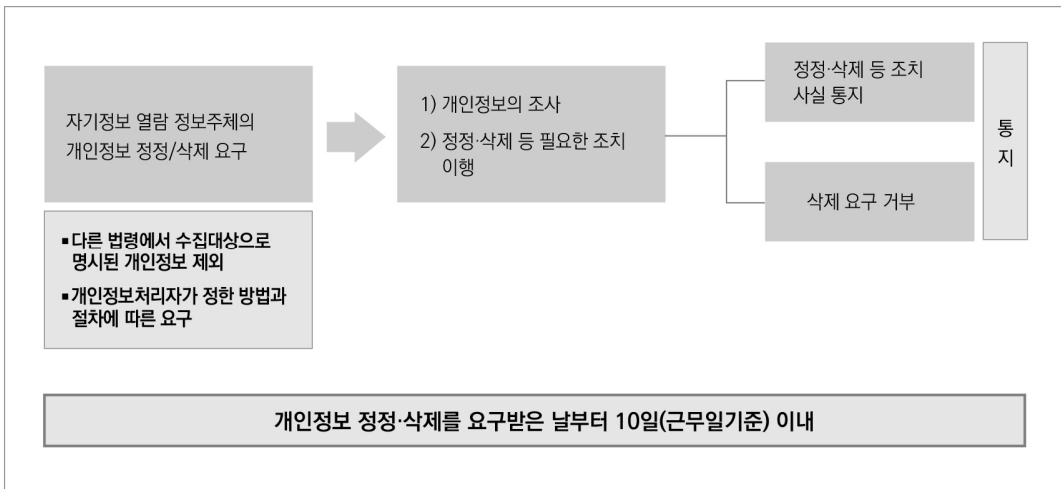 자기정보 열람 정보주체의
개인정보 정정/삭제 요구
▪다른 법령에서 수집대상으로
명시된 개인정보 제외
▪개인정보처리자가 정한 방법과
절차에 따른 요구
1) 개인정보의 조사
2) 정정·삭제 등 필요한 조치
이행
정정·삭제 등 조치
사실 통지
삭제 요구 거부
통
지
개인정보 정정·삭제를 요구받은 날부터 10일(근무일기준) 이내